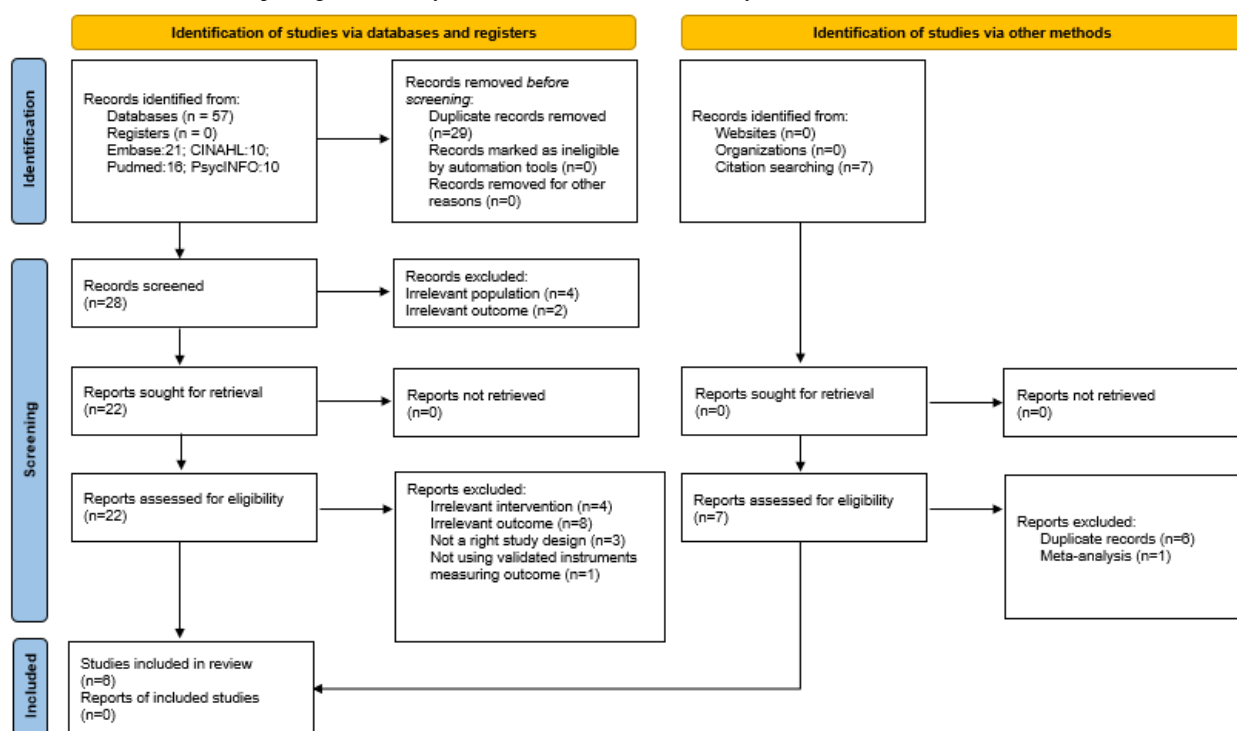 Identification of studies via databases and registers
Identification of studies via other methods
Identification
Records identified from:
Databases (n = 57)
Registers (n = 0)
Embase:21; CINAHL:10;
Pudmed:16; PsycINFO:10
Records removed before
screening:
Duplicate records removed
(n=29)
Records marked as ineligible
by automation tools (n=0)
Records removed for other
reasons (n=0)
Records identified from:
Websites (n=0)
Organizations (n=0)
Citation searching (n=7)
Screening
Records screened
(n=28)
Records excluded:
Irrelevant population (n=4)
Irrelevant outcome (n=2)
Reports sought for retrieval
(n=22)
Reports not retrieved
(n=0)
Reports sought for retrieval
(n=0)
Reports not retrieved
(n=0)
Reports assessed for eligibility
(n=22)
Reports excluded:
Irrelevant intervention (n=4)
Irrelevant outcome (n=8)
Not a right study design (n=3)
Not using validated instruments
measuring outcome (n=1)
Reports assessed for eligibility
(n=7)
Reports excluded:
Duplicate records (n=6)
Meta-analysis (n=1)
Included
Studies included in review
(n=6)
Reports of included studies
(n=0)